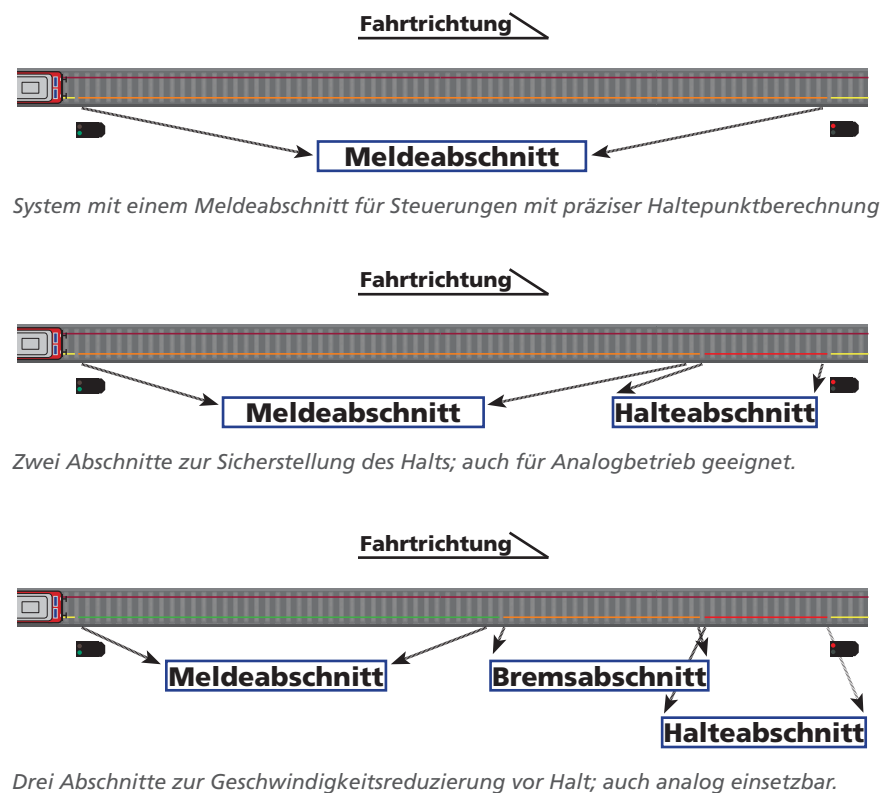 Fahrtrichtung
Meldeabschnitt
System mit einem Meldeabschnitt für Steuerungen mit präziser Haltepunktberechnung
Fahrtrichtung
Meldeabschnitt Halteabschnitt
Zwei Abschnitte zur Sicherstellung des Halts; auch für Analogbetrieb geeignet.
Fahrtrichtung
Meldeabschnitt Bremsabschnitt
Halteabschnitt
Drei Abschnitte zur Geschwindigkeitsreduzierung vor Halt; auch analog einsetzbar.